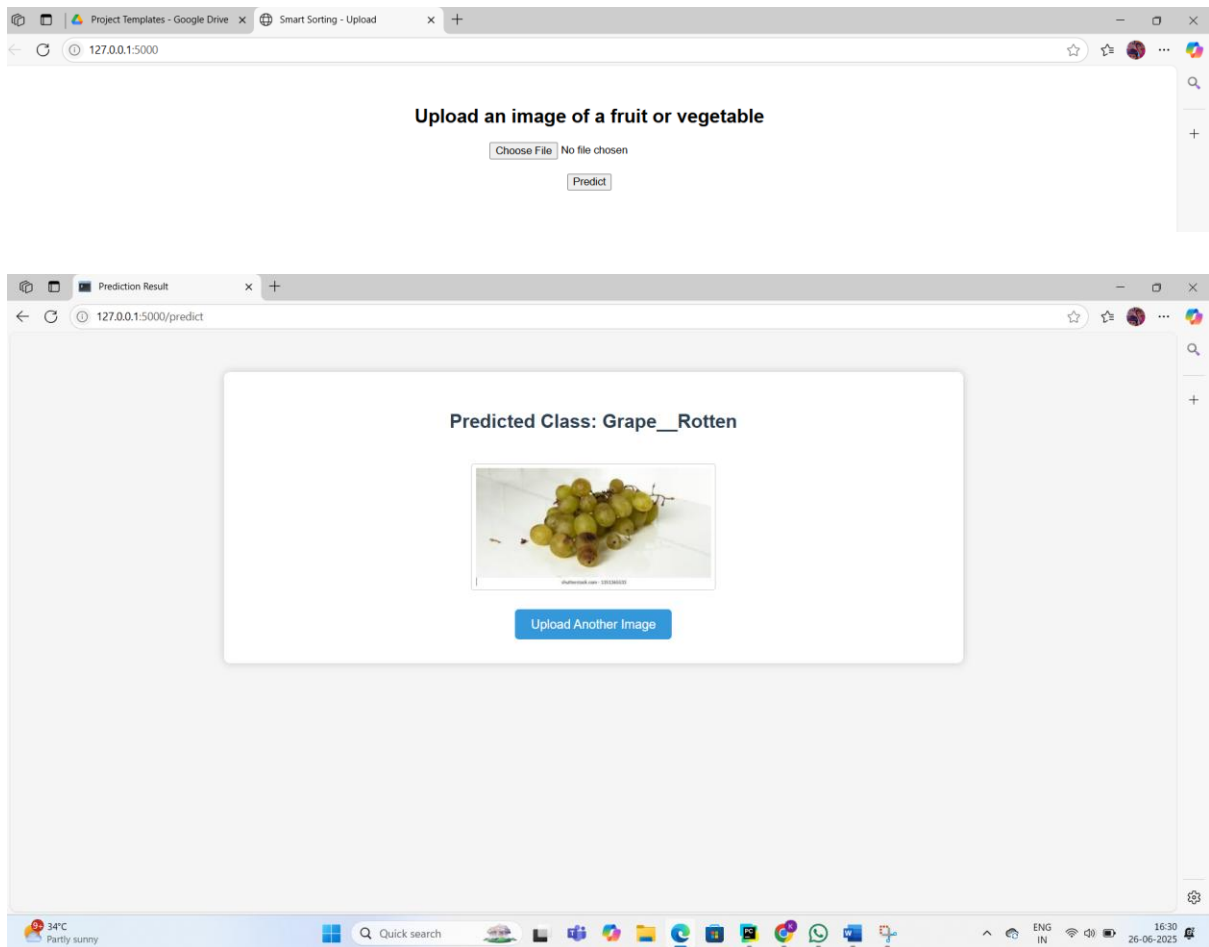 Project Templates - Google Drive
Smart Sorting - Upload
127.0.0.1:5000
Upload an image of a fruit or vegetable
Choose File No file chosen
Predict
Prediction Result
127.0.0.1:5000/predict
Predicted Class: Grape__Rotten
Upload Another Image
9+
34°C
Partly sunny
Quick search
ENG
IN
16:30
26-06-2025